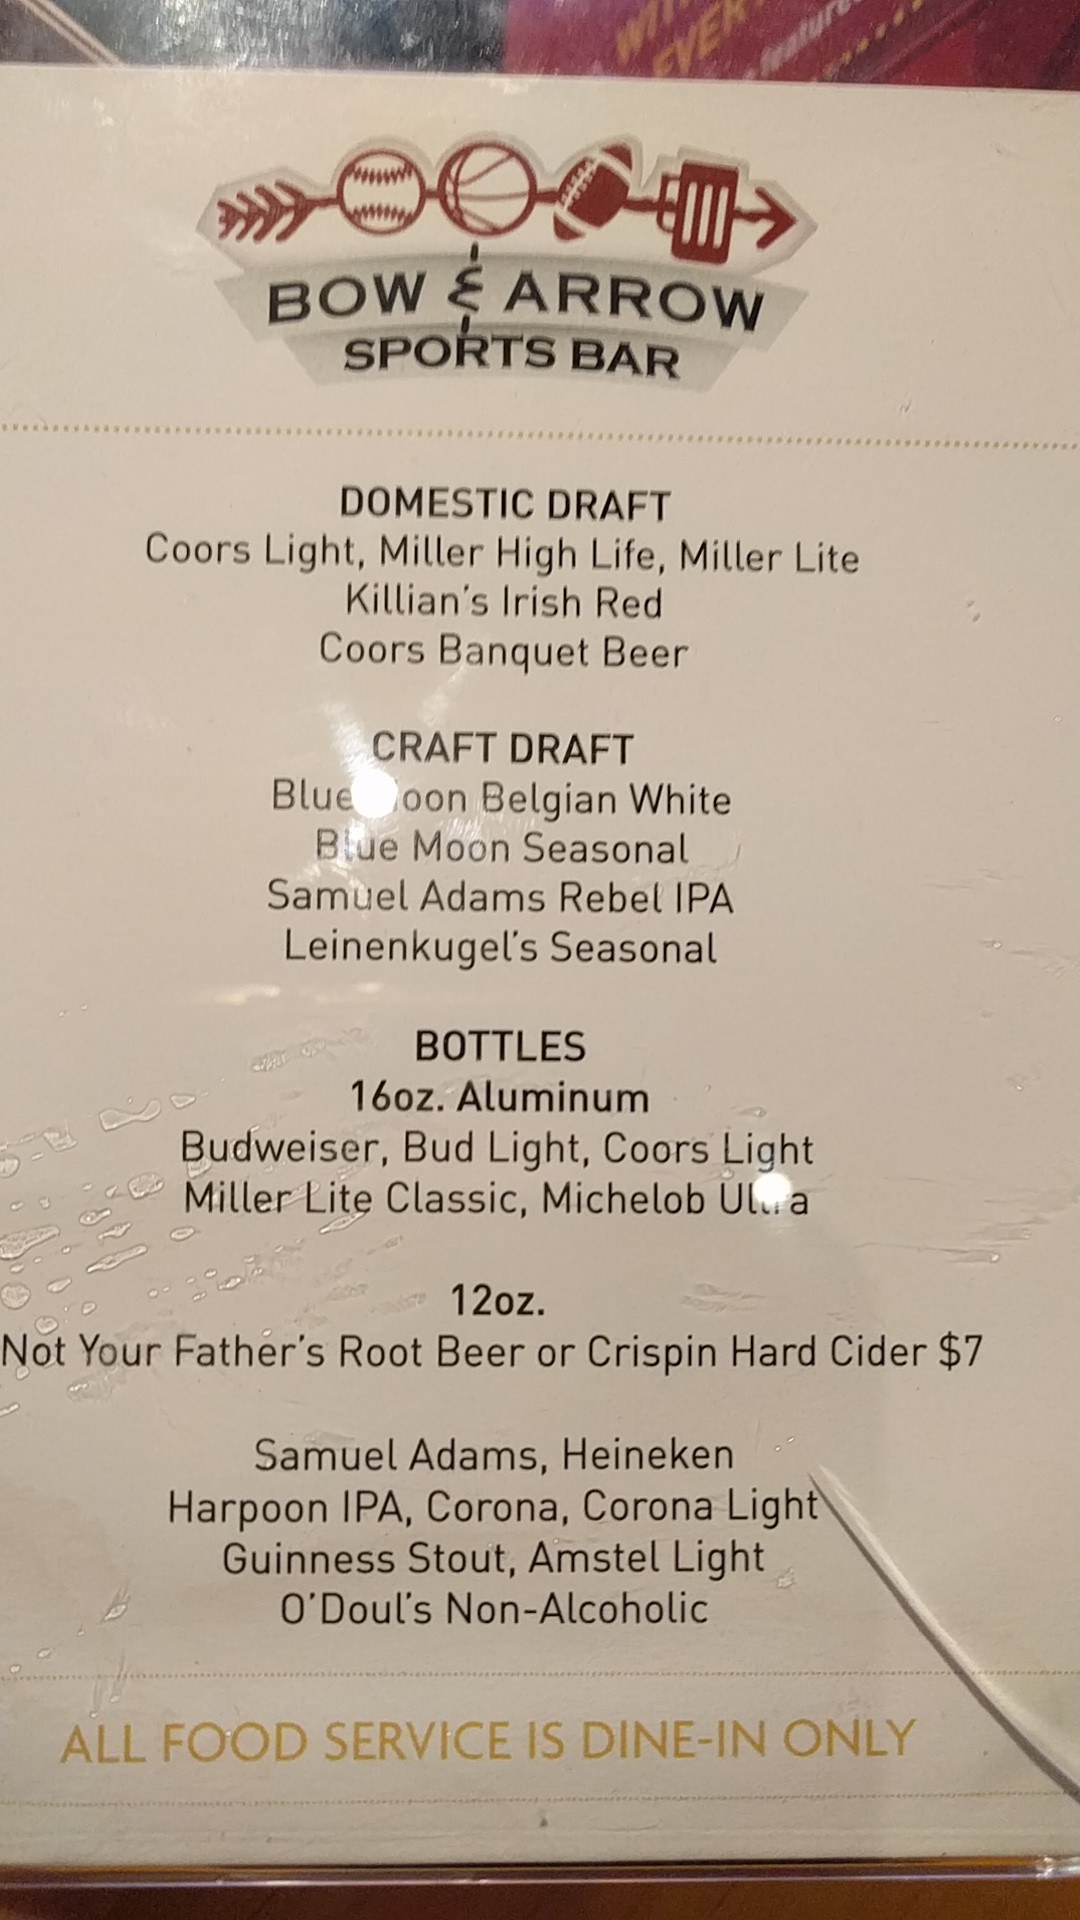 WIT
EVER
features
BOW & ARROW
SPORTS BAR
DOMESTIC DRAFT
Coors Light, Miller High Life, Miller Lite
Killian's Irish Red
Coors Banquet Beer
CRAFT DRAFT
Blue Moon Belgian White
Blue Moon Seasonal
Samuel Adams Rebel IPA
Leinenkugel's Seasonal
BOTTLES
16oz. Aluminum
Budweiser, Bud Light, Coors Light
Miller Lite Classic, Michelob Ultra
12oz.
Not Your Father's Root Beer or Crispin Hard Cider $7
Samuel Adams, Heineken
Harpoon IPA, Corona, Corona Light
Guinness Stout, Amstel Light
O'Doul's Non-Alcoholic
ALL FOOD SERVICE IS DINE-IN ONLY